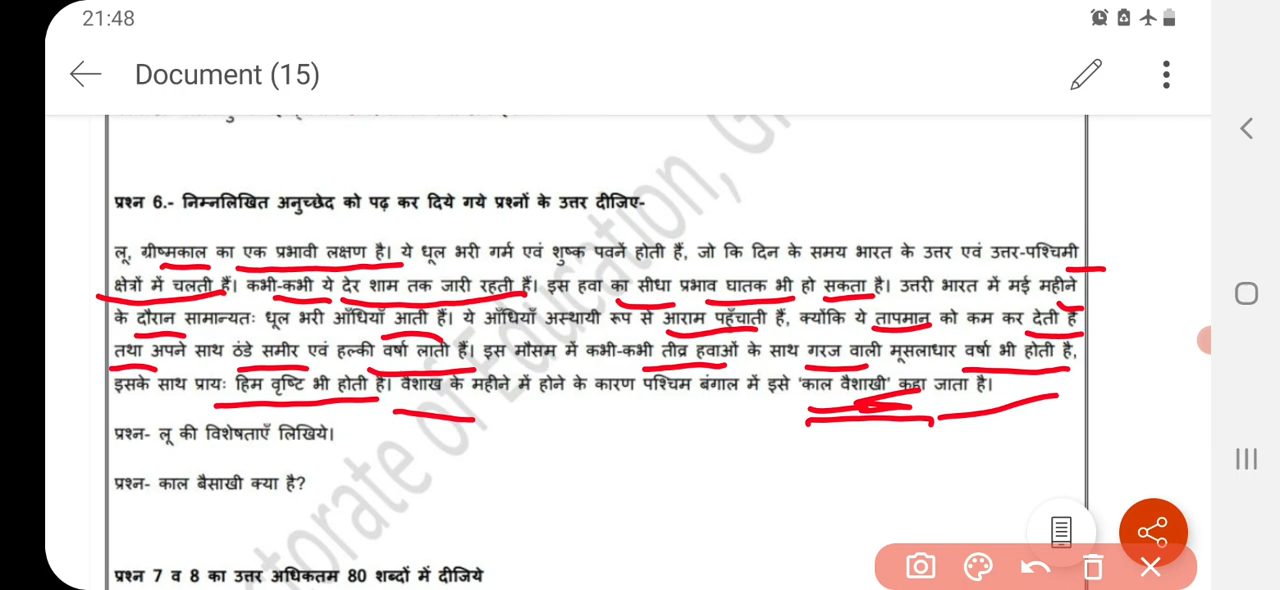 21:48
Document (15)
प्रश्न 6.- निम्नलिखित अनुच्छेद को पढ़ कर दिये गये प्रश्नों के उत्तर दीजिए-
लू, ग्रीष्मकाल का एक प्रभावी लक्षण है। ये धूल भरी गर्म एवं शुष्क पवनें होती हैं, जो कि दिन के समय भारत के उत्तर एवं उत्तर-पश्चिमी
क्षेत्रों में चलती हैं। कभी-कभी ये देर शाम तक जारी रहती हैं। इस हवा का सीधा प्रभाव घातक भी हो सकता है। उत्तरी भारत में मई महीने
के दौरान सामान्यतः धूल भरी आँधियाँ आती हैं। ये आँधियाँ अस्थायी रूप से आराम पहुँचाती हैं, क्योंकि ये तापमान को कम कर देती हैं
तथा अपने साथ ठंडे समीर एवं हल्की वर्षा लाती हैं। इस मौसम में कभी-कभी तीव्र हवाओं के साथ गरज वाली मूसलाधार वर्षा भी होती है,
इसके साथ प्रायः हिम वृष्टि भी होती है। वैशाख के महीने में होने के कारण पश्चिम बंगाल में इसे 'काल वैशाखी' कहा जाता है।
प्रश्न- लू की विशेषताएँ लिखिये।
प्रश्न- काल बैसाखी क्या है?
प्रश्न 7 व 8 का उत्तर अधिकतम 80 शब्दों में दीजिये
torate of Education, G